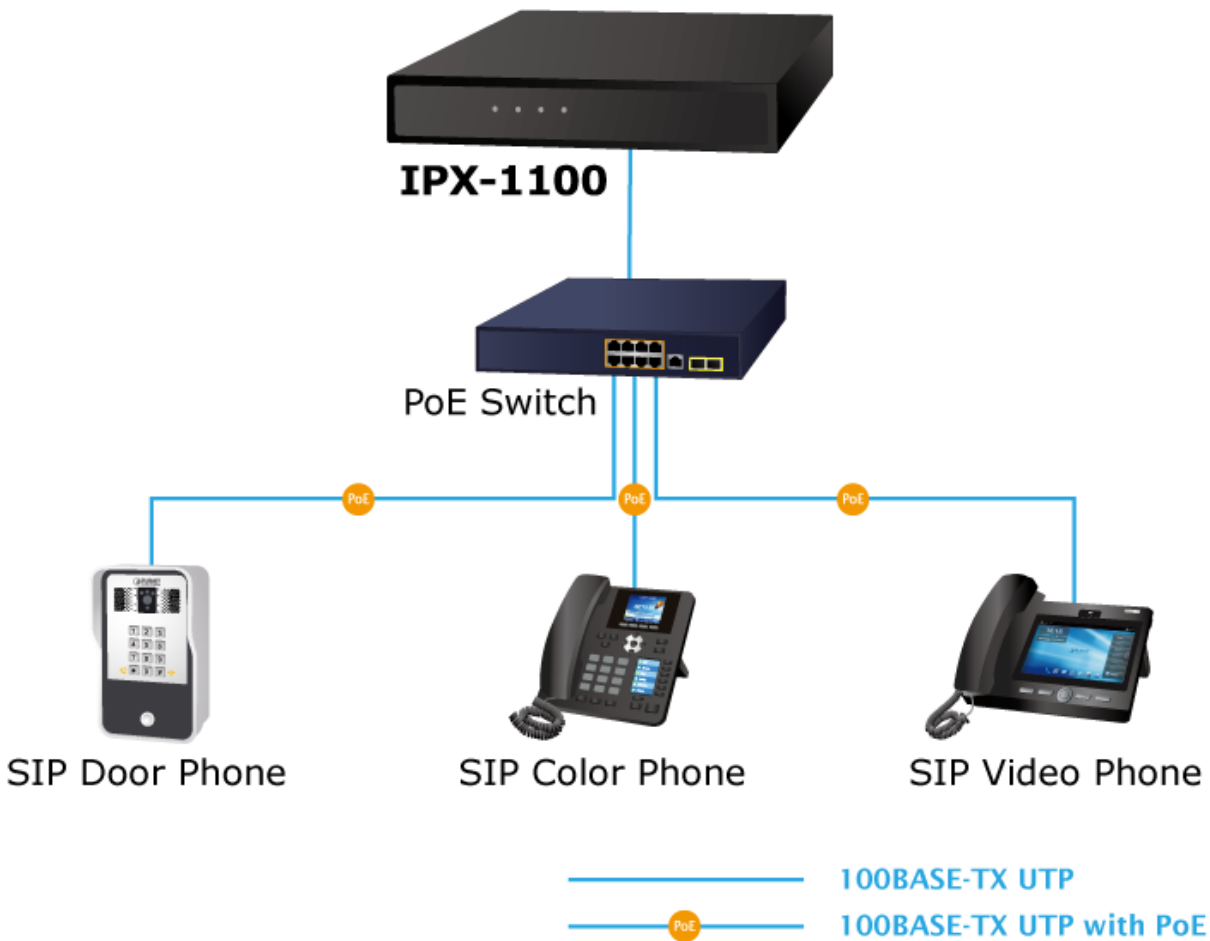 IPX-1100
PoE Switch
PoE
PoE
PoE
SIP Door Phone
SIP Color Phone
SIP Video Phone
100BASE-TX UTP
PoE
100BASE-TX UTP with PoE